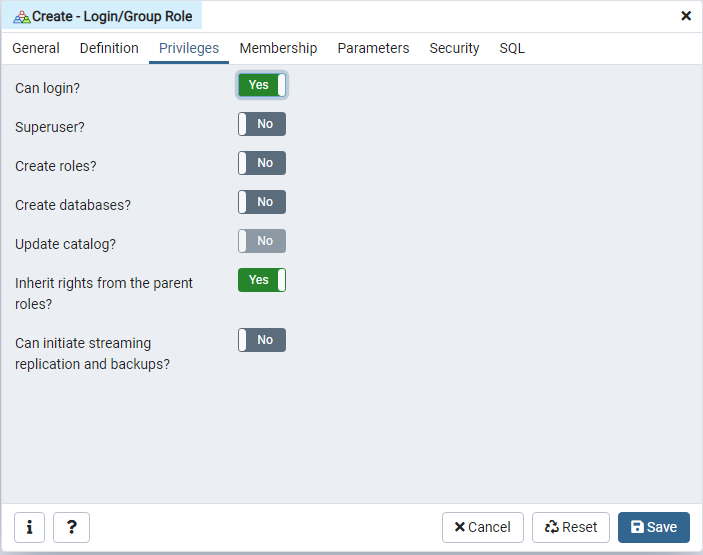 Create - Login/Group Role
General Definition Privileges Membership Parameters Security SQL
Can login? Yes
Superuser? No
Create roles? No
Create databases? No
Update catalog? No
Inherit rights from the parent Yes
roles?
Can initiate streaming No
replication and backups?
i ? Cancel Reset Save